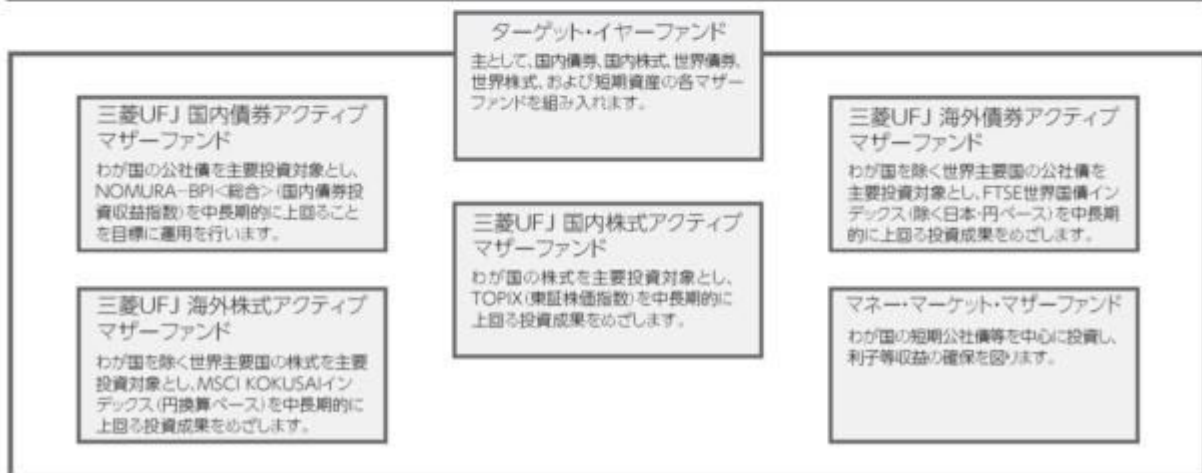 ターゲット・イヤーファンド
主として、国内債券、国内株式、世界債券、
世界株式、および短期資産の各マザー
ファンドを組み入れます。
三菱UFJ 国内債券アクティブ
マザーファンド
わが国の公社債を主要投資対象とし、
NOMURA-BPI<総合>(国内債券投
資収益指数)を中長期的に上回ること
を目標に運用を行います。
三菱UFJ 国内株式アクティブ
マザーファンド
わが国の株式を主要投資対象とし、
TOPIX(東証株価指数)を中長期的に
上回る投資成果をめざします。
三菱UFJ 海外債券アクティブ
マザーファンド
わが国を除く世界主要国の公社債を
主要投資対象とし、FTSE世界国債イン
デックス(除く日本・円ベース)を中長期
的に上回る投資成果をめざします。
三菱UFJ 海外株式アクティブ
マザーファンド
わが国を除く世界主要国の株式を主要
投資対象とし、MSCI KOKUSAIイン
デックス(円換算ベース)を中長期的に
上回る投資成果をめざします。
マネー・マーケット・マザーファンド
わが国の短期公社債等を中心に投資し、
利子等収益の確保を図ります。